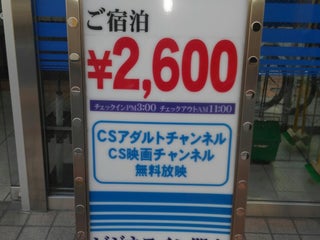 ご宿泊
¥2,600
チェックインPM3:00 チェックアウトAM11:00
CSアダルトチャンネル
CS映画チャンネル
無料放映